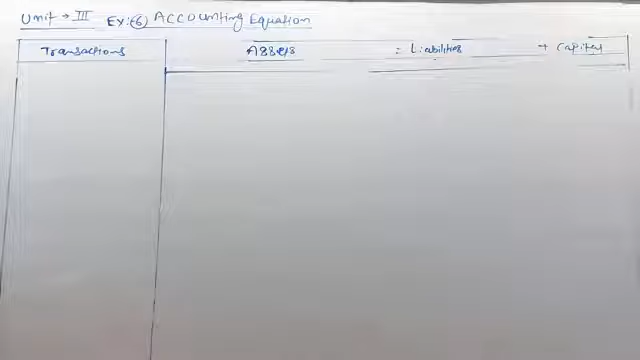 Unit → III Ex:(6) Accounting Equation
Transactions Assets = Liabilities + Capital